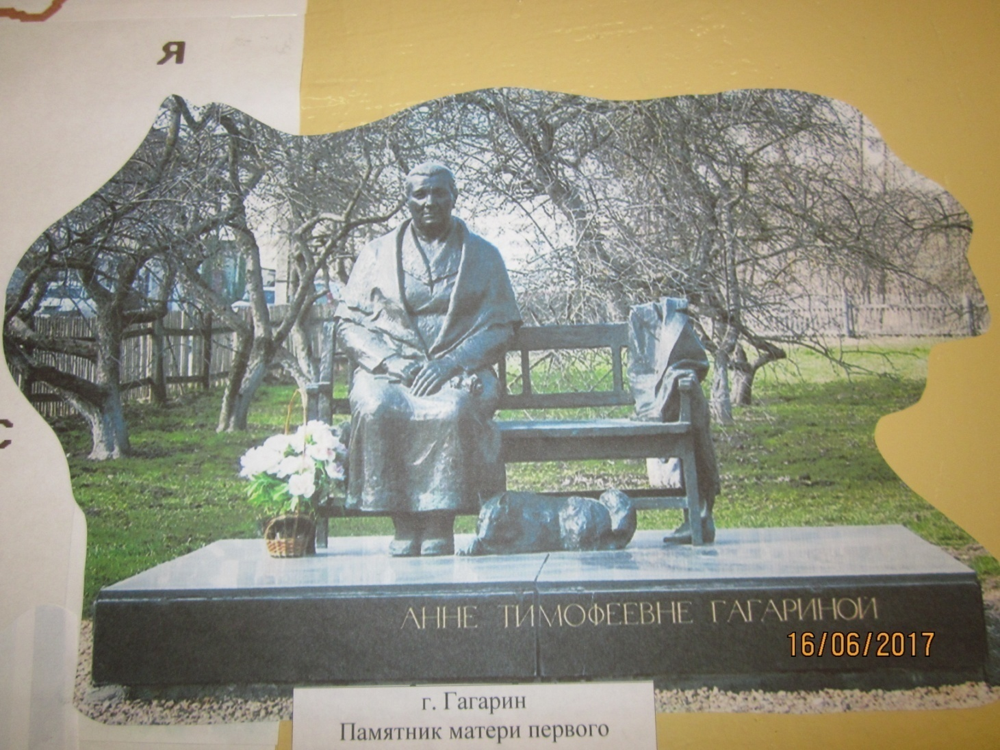 Я
С
АННЕ ТИМОФЕЕВНЕ ГАГАРИНОЙ
16/06/2017
г. Гагарин
Памятник матери первого